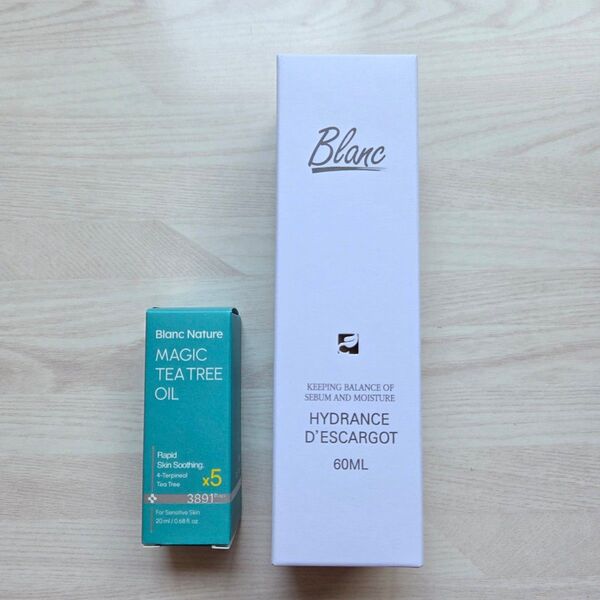 Blanc Nature
MAGIC
TEA TREE
OIL
Rapid
Skin Soothing.
4-Terpineol
Tea Tree
x5
3891
For Sensitive Skin
20 ml / 0.68 fl. oz
Blanc
KEEPING BALANCE OF
SEBUM AND MOISTURE
HYDRANCE
D'ESCARGOT
60ML